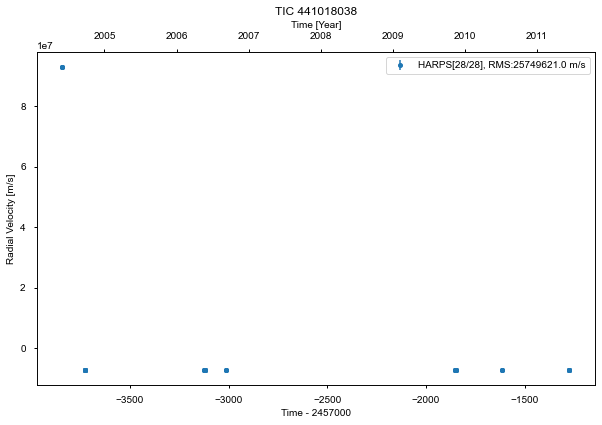 TIC 441018038
Time [Year]
2005 2006 2007 2008 2009 2010 2011
1e7
HARPS[28/28], RMS:25749621.0 m/s
8
6
4
2
0
Radial Velocity [m/s]
−3500 −3000 −2500 −2000 −1500
Time - 2457000